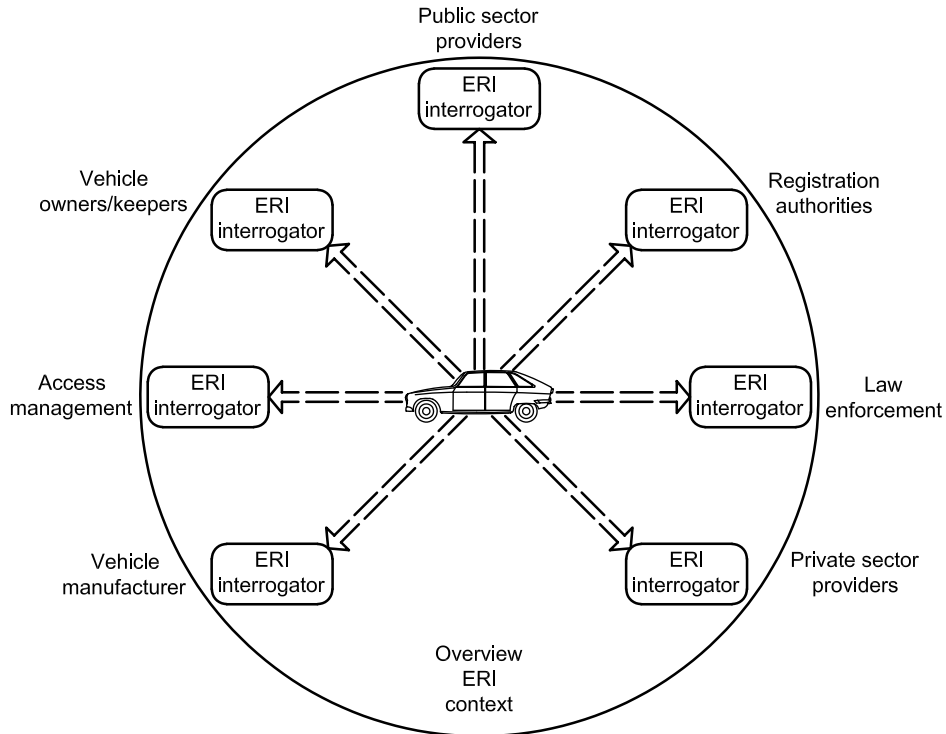 Public sector
providers
ERI
interrogator
Vehicle
owners/keepers
ERI
interrogator
ERI
interrogator
Registration
authorities
Access
management
ERI
interrogator
ERI
interrogator
Law
enforcement
Vehicle
manufacturer
ERI
interrogator
ERI
interrogator
Private sector
providers
Overview
ERI
context